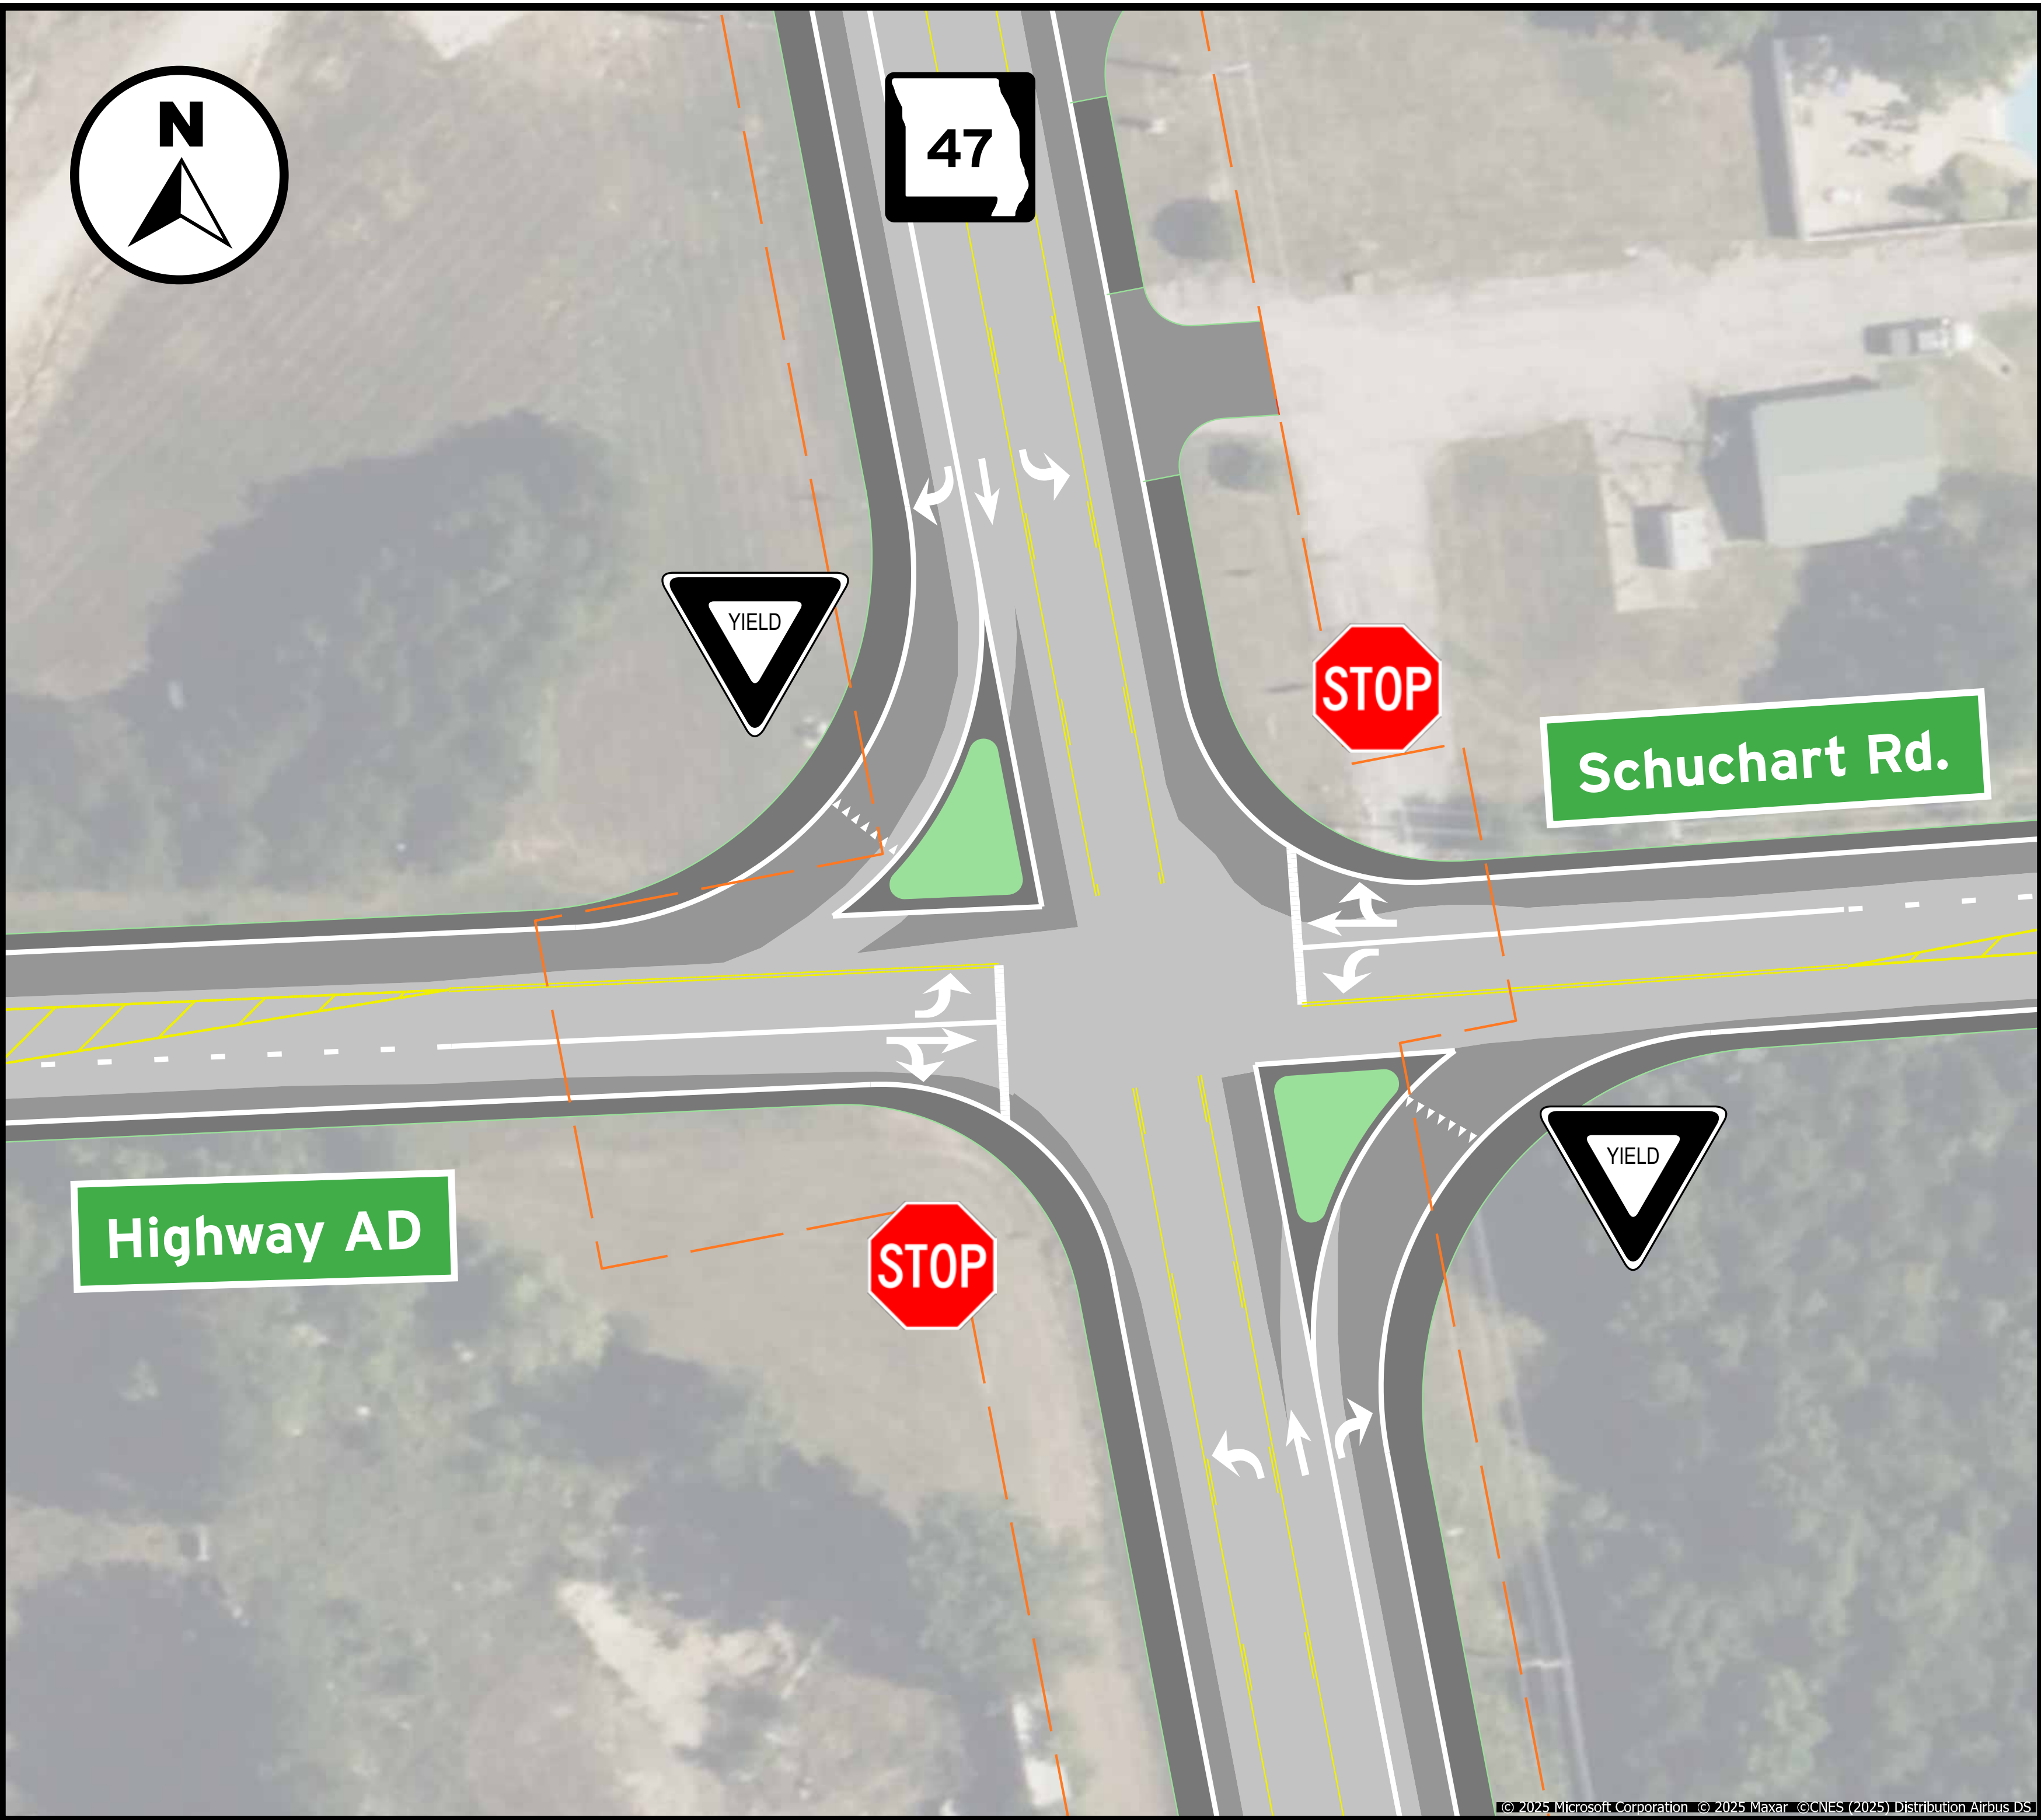 N
47
YIELD
STOP
Schuchart Rd.
Highway AD
STOP
YIELD
© 2025 Microsoft Corporation © 2025 Maxar ©CNES (2025) Distribution Airbus DS